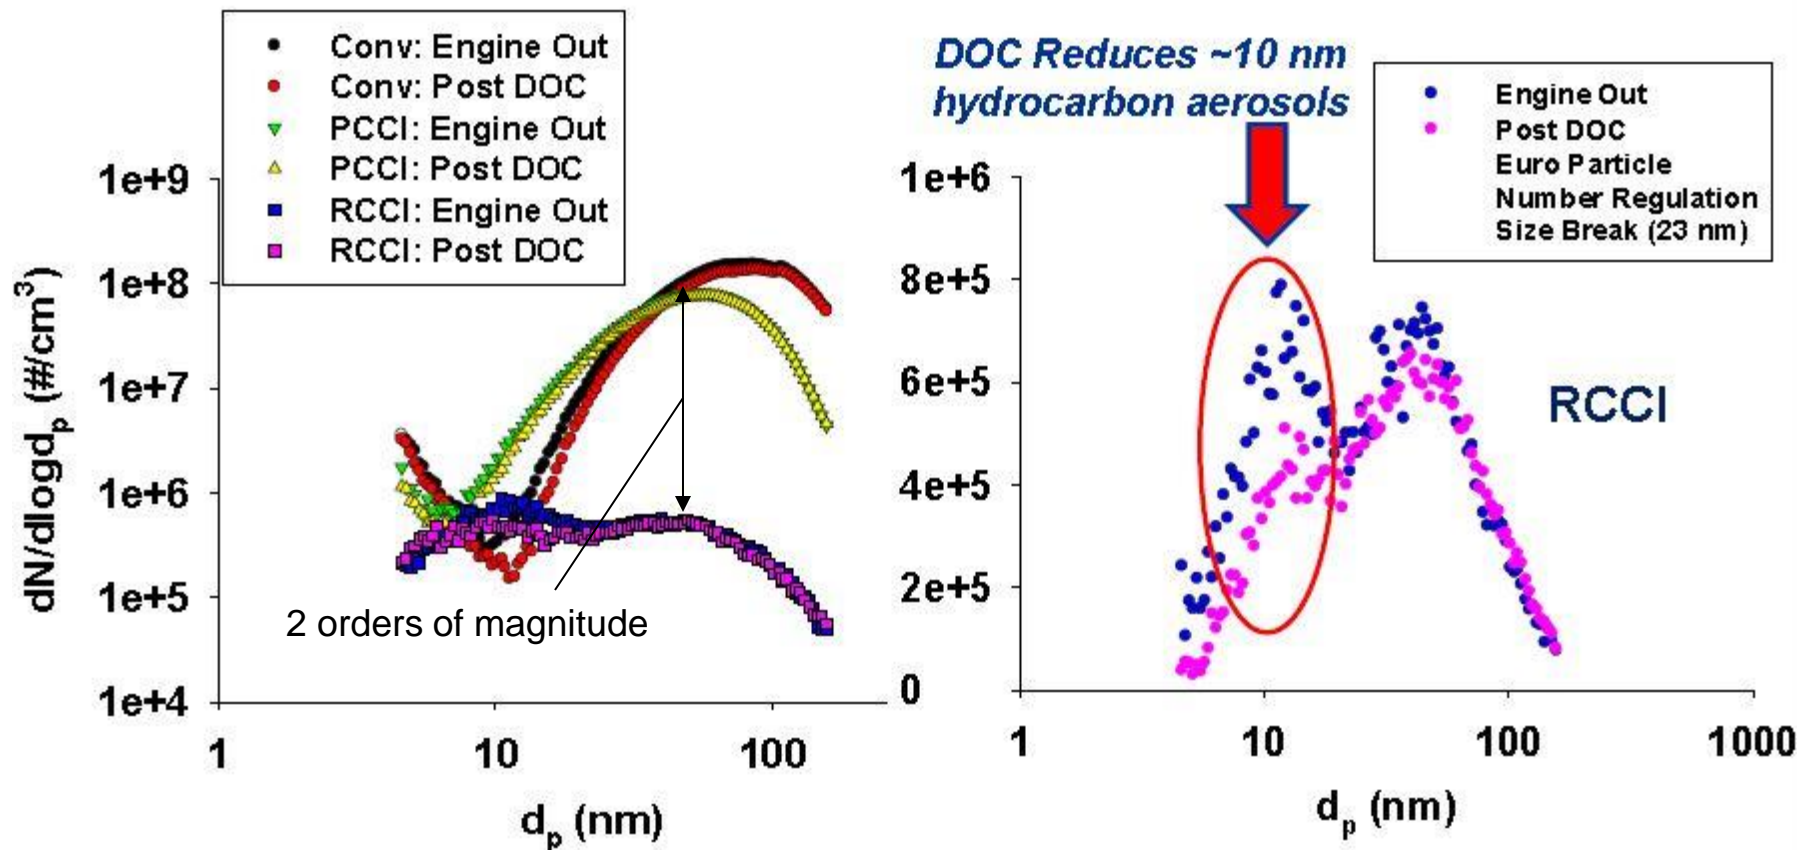 Conv: Engine Out
Conv: Post DOC
PCCI: Engine Out
PCCI: Post DOC
RCCI: Engine Out
RCCI: Post DOC
1e+9
1e+8
1e+7
1e+6
1e+5
1e+4
dN/dlogdp (#/cm3)
2 orders of magnitude
1
10
100
dp (nm)
DOC Reduces ~10 nm
hydrocarbon aerosols
Engine Out
Post DOC
Euro Particle
Number Regulation
Size Break (23 nm)
1e+6
8e+5
6e+5
4e+5
2e+5
0
RCCI
1
10
100
1000
dp (nm)